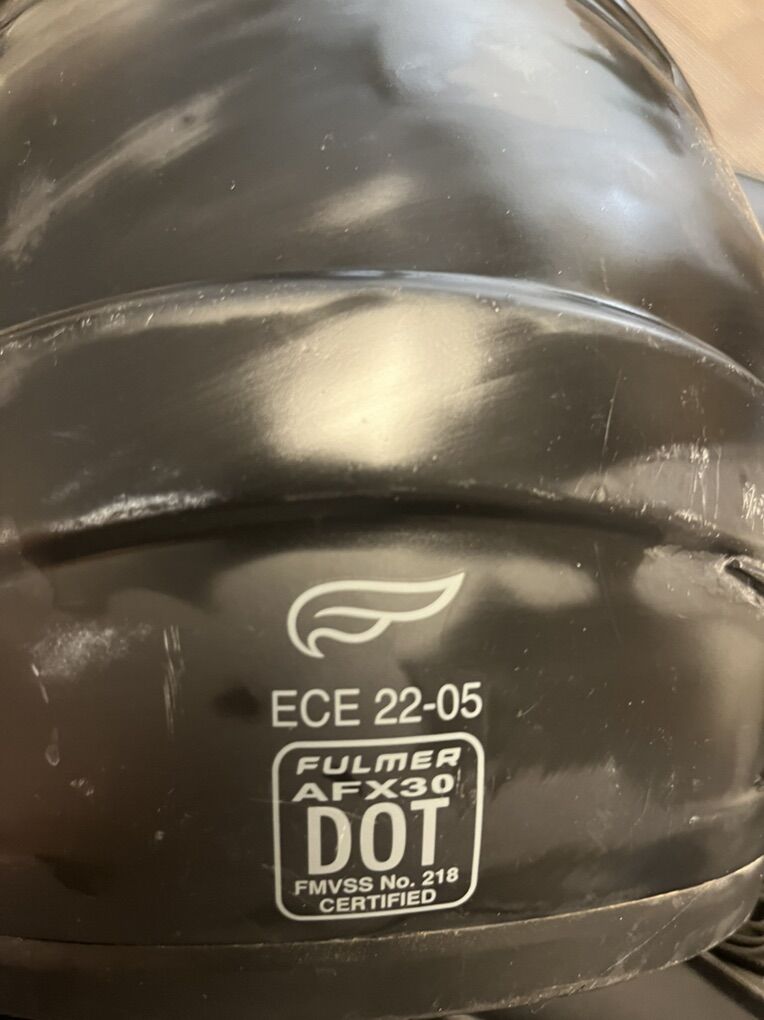 ECE 22-05
FULMER
AFX30
DOT
FMVSS No. 218
CERTIFIED